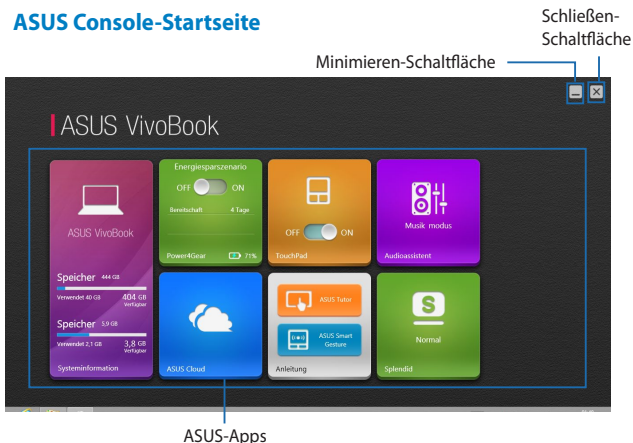 ASUS Console-Startseite
Schließen-
Schaltfläche
Minimieren-Schaltfläche
ASUS VivoBook
ASUS VivoBook
Speicher 444 GB
Verwendet 40 GB 404 GB
Verfügbar
Speicher 5,9 GB
Verwendet 2,1 GB 3,8 GB
Verfügbar
Systeminformation
Energiesparszenario
OFF ON
Bereitschaft 4 Tage
Power4Gear 71%
OFF ON
TouchPad
Musik modus
Audioassistent
ASUS Cloud
ASUS Tutor
ASUS Smart
Gesture
Anleitung
S
Normal
Splendid
ASUS-Apps